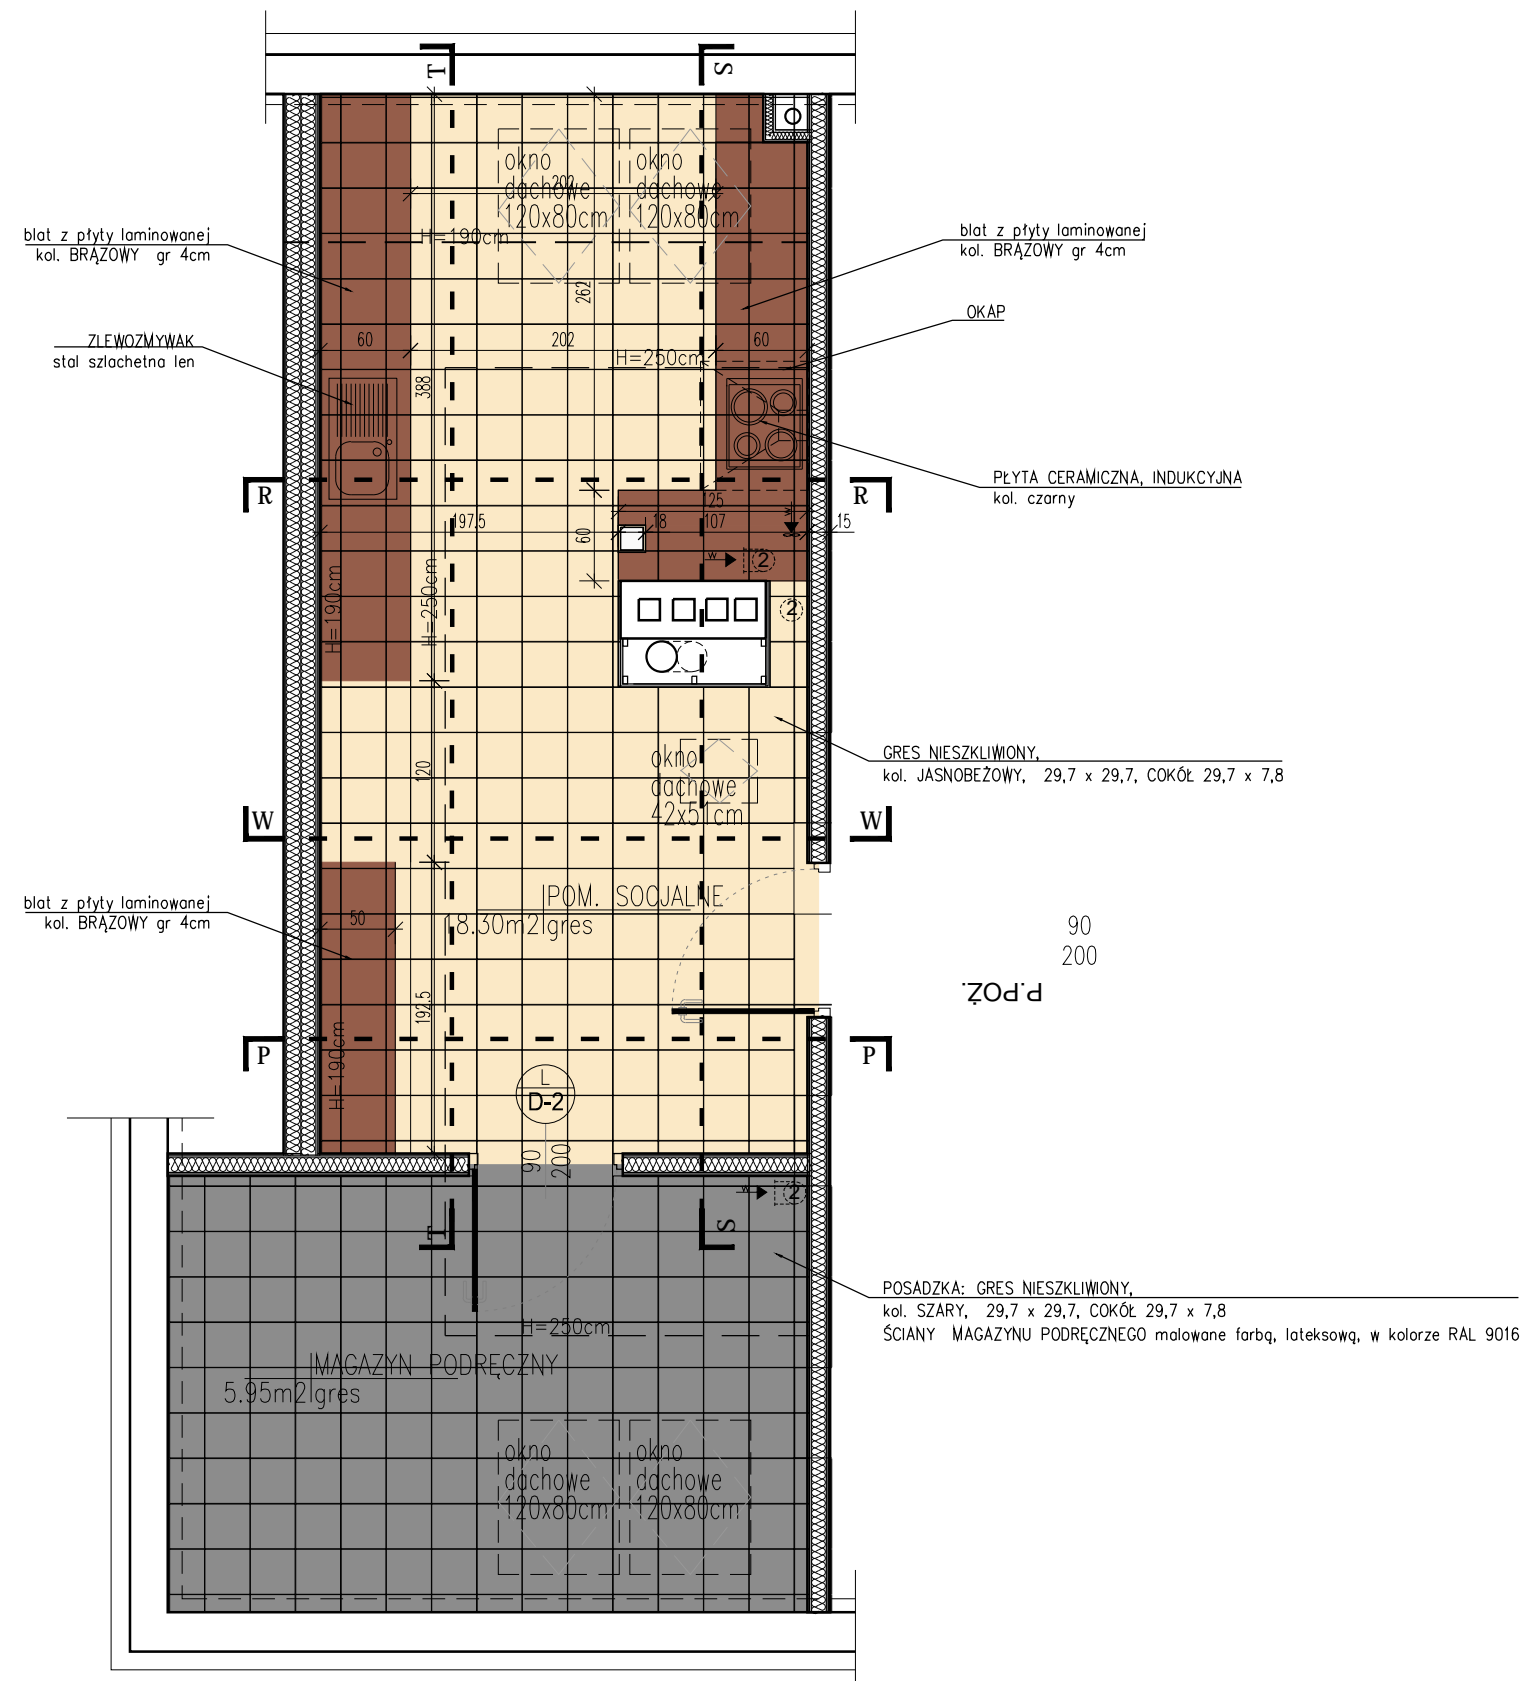 T
S
okno
dachowe
120x80cm
okno
dachowe
120x80cm
202
H=190cm
262
blat z płyty laminowanej
kol. BRĄZOWY gr 4cm
blat z płyty laminowanej
kol. BRĄZOWY gr 4cm
OKAP
ZLEWOZMYWAK
stal szlachetna len
60
202
60
H=250cm
388
PŁYTA CERAMICZNA, INDUKCYJNA
kol. czarny
R
R
125
197.5
18
107
15
60
w
w
2
2
H=190cm
H=250cm
GRES NIESZKLIWIONY,
kol. JASNOBEŻOWY, 29,7 x 29,7, COKÓŁ 29,7 x 7,8
okno
dachowe
42x51cm
120
W
W
blat z płyty laminowanej
kol. BRĄZOWY gr 4cm
50
POM. SOCJALNE
18.30m2 gres
90
200
P.POŻ.
192.5
H=190cm
P
P
L
D-2
90
200
w
2
T
S
POSADZKA: GRES NIESZKLIWIONY,
kol. SZARY, 29,7 x 29,7, COKÓŁ 29,7 x 7,8
ŚCIANY MAGAZYNU PODRĘCZNEGO malowane farbą, lateksową, w kolorze RAL 9016
H=250cm
MAGAZYN PODRĘCZNY
5.95m2 gres
okno
dachowe
120x80cm
okno
dachowe
120x80cm